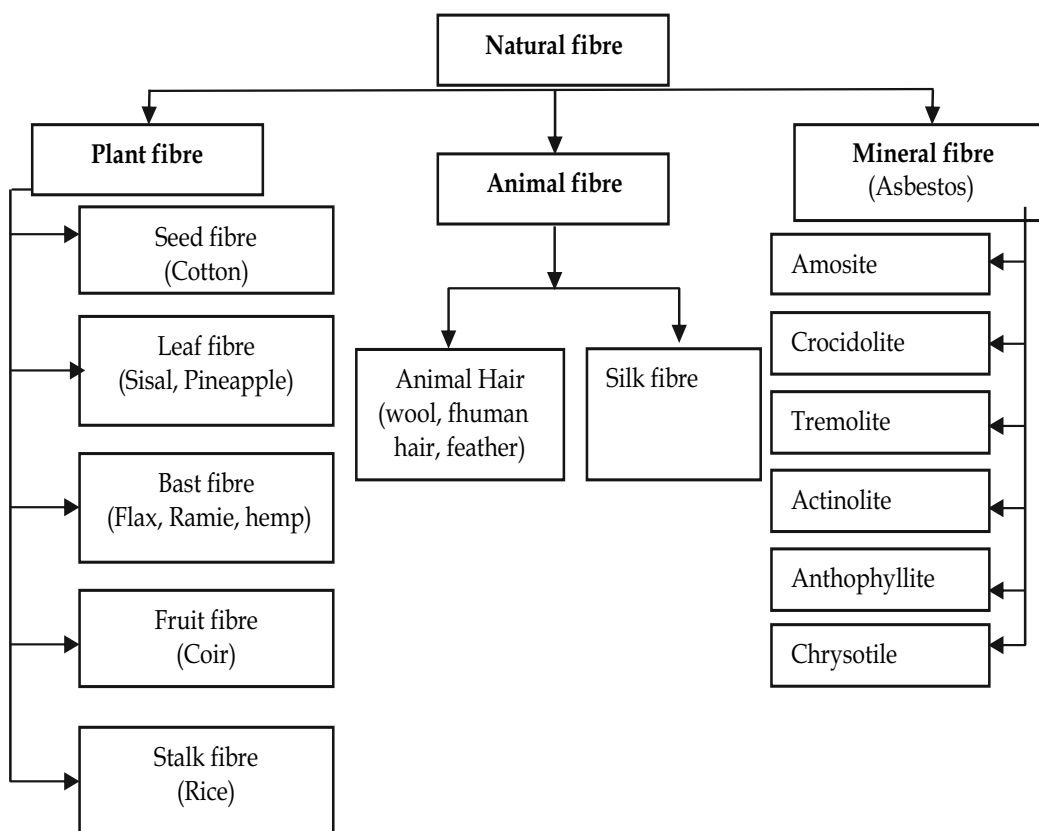 Natural fibre
Plant fibre
Seed fibre
(Cotton)
Leaf fibre
(Sisal, Pineapple)
Bast fibre
(Flax, Ramie, hemp)
Fruit fibre
(Coir)
Stalk fibre
(Rice)
Animal fibre
Animal Hair
(wool, fhuman
hair, feather)
Silk fibre
Mineral fibre
(Asbestos)
Amosite
Crocidolite
Tremolite
Actinolite
Anthophyllite
Chrysotile